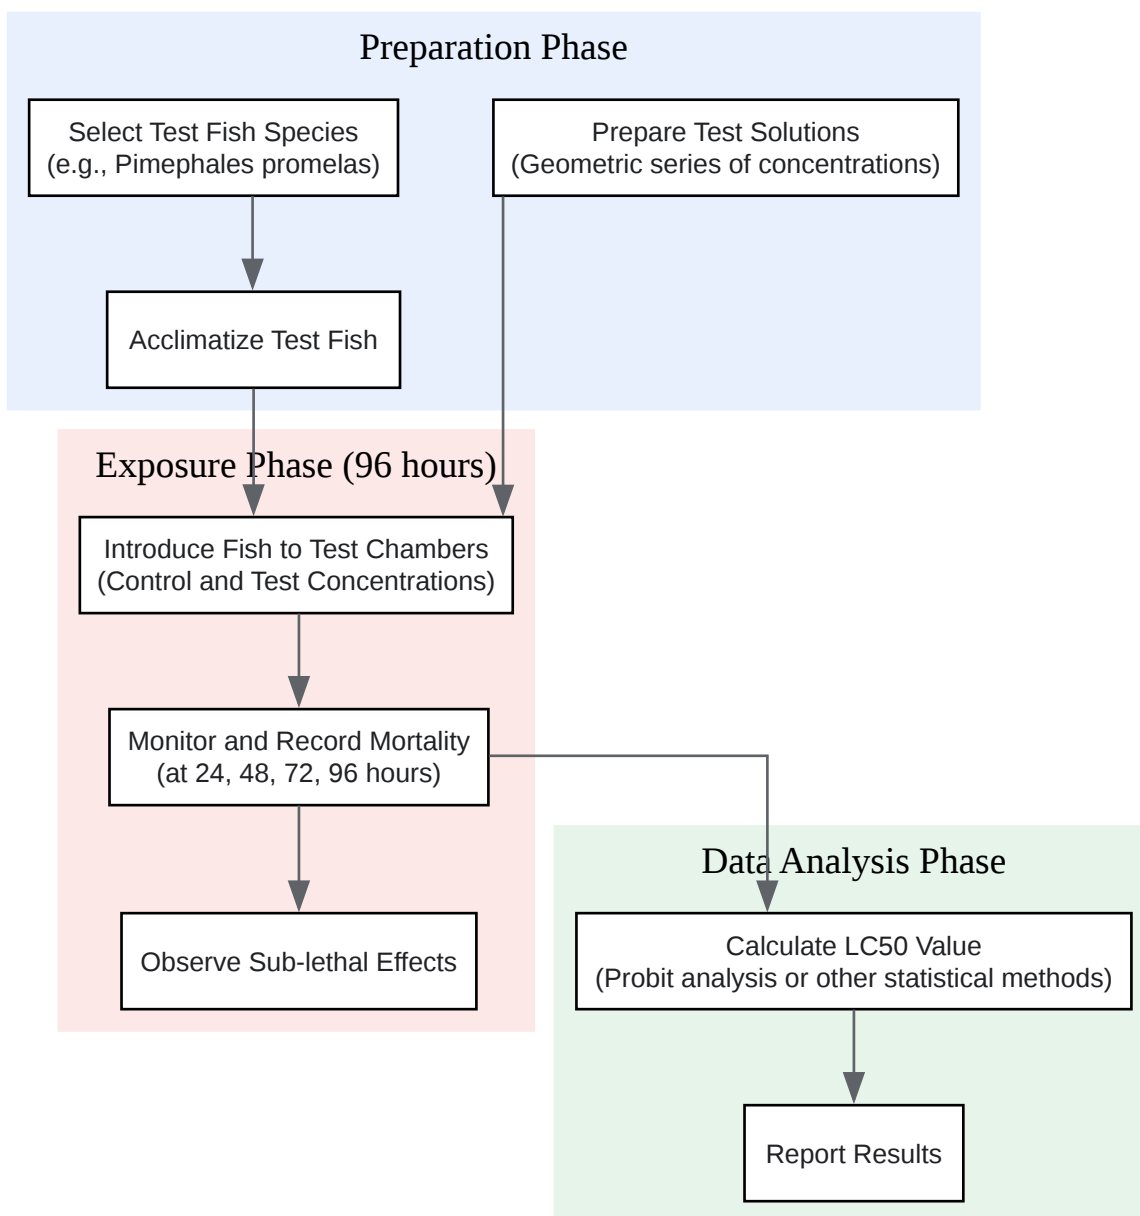 Preparation Phase
Select Test Fish Species
(e.g., Pimephales promelas)
Prepare Test Solutions
(Geometric series of concentrations)
Acclimatize Test Fish
Exposure Phase (96 hours)
Introduce Fish to Test Chambers
(Control and Test Concentrations)
Monitor and Record Mortality
(at 24, 48, 72, 96 hours)
Observe Sub-lethal Effects
Data Analysis Phase
Calculate LC50 Value
(Probit analysis or other statistical methods)
Report Results